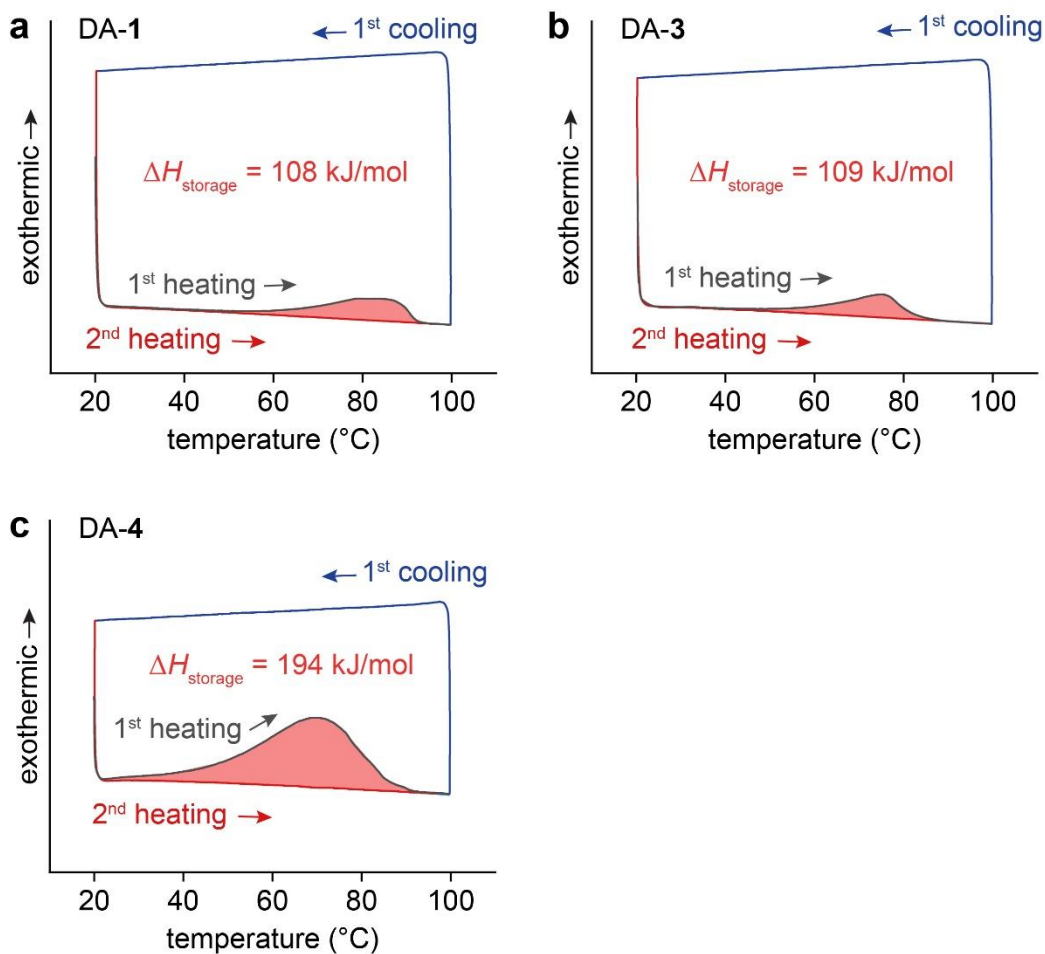 a DA-1
← 1st cooling
exothermic →
ΔHstorage = 108 kJ/mol
1st heating →
2nd heating →
20 40 60 80 100
temperature (°C)
b DA-3
← 1st cooling
exothermic →
ΔHstorage = 109 kJ/mol
1st heating →
2nd heating →
20 40 60 80 100
temperature (°C)
c DA-4
← 1st cooling
exothermic →
ΔHstorage = 194 kJ/mol
1st heating →
2nd heating →
20 40 60 80 100
temperature (°C)